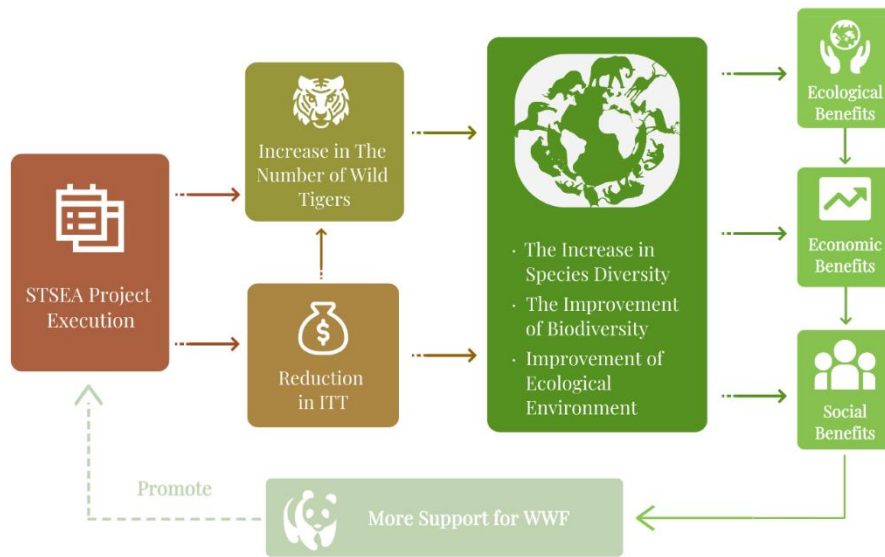 STSEA Project
Execution
Increase in The
Number of Wild
Tigers
$
Reduction
in ITT
· The Increase in
Species Diversity
· The Improvement
of Biodiversity
· Improvement of
Ecological
Environment
Ecological
Benefits
Economic
Benefits
Social
Benefits
Promote
More Support for WWF